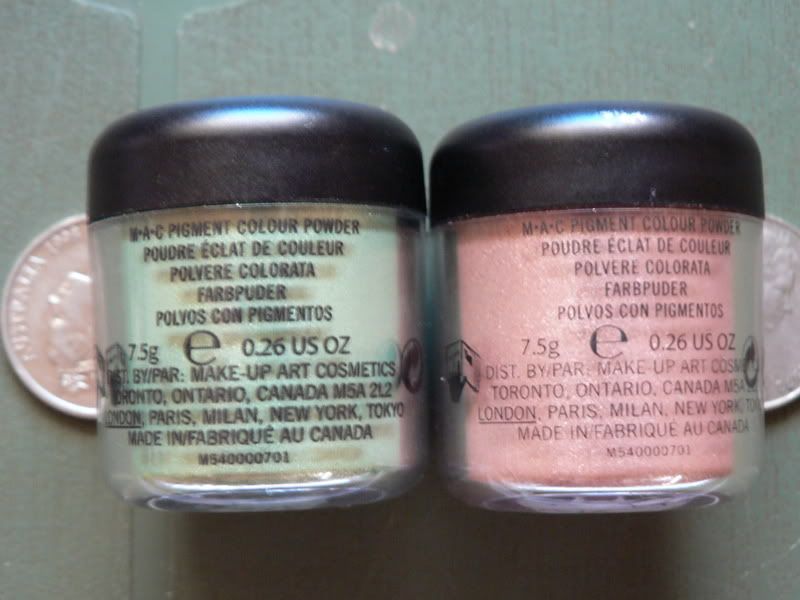 M·A·C PIGMENT COLOUR POWDER
POUDRE ÉCLAT DE COULEUR
POLVERE COLORATA
FARBPUDER
POLVOS CON PIGMENTOS
7.5g e 0.26 US OZ
DIST. BY/PAR: MAKE-UP ART COSMETICS
TORONTO, ONTARIO, CANADA M5A 2L2
LONDON, PARIS, MILAN, NEW YORK, TOKYO
MADE IN/FABRIQUÉ AU CANADA
M540000701
M·A·C PIGMENT COLOUR POWDER
POUDRE ÉCLAT DE COULEUR
POLVERE COLORATA
FARBPUDER
POLVOS CON PIGMENTOS
7.5g e 0.26 US OZ
DIST. BY/PAR: MAKE-UP ART
TORONTO, ONTARIO, CANADA M5A
LONDON, PARIS, MILAN, NEW YORK,
MADE IN/FABRIQUÉ AU CANADA
M540000701
AUSTRALIA